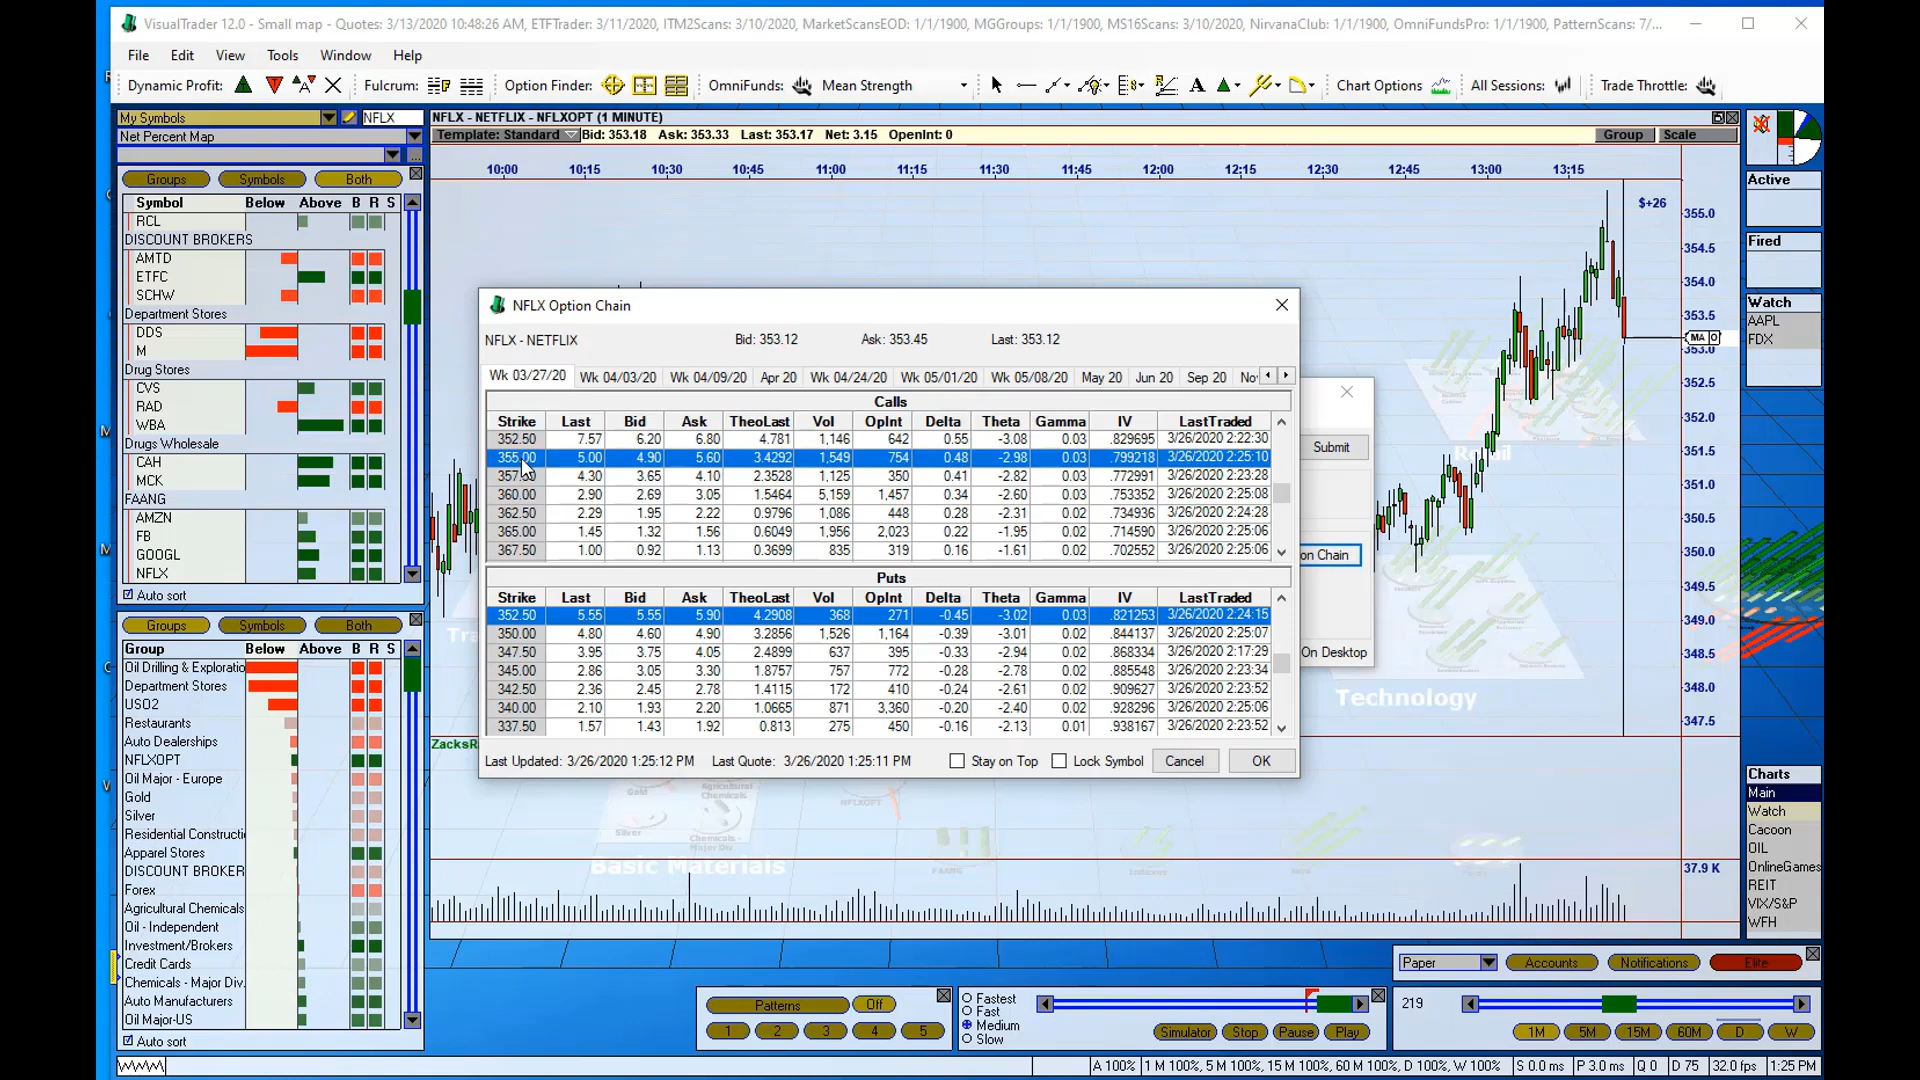 VisualTrader 12.0 - Small map - Quotes: 3/13/2020 10:48:26 AM, ETFTrader: 3/11/2020, ITM2Scans: 3/10/2020, MarketScansEOD: 1/1/1900, MGGroups: 1/1/1900, MS16Scans: 3/10/2020, NirvanaClub: 1/1/1900, OmniFundsPro: 1/1/1900, PatternScans: 7/...
File Edit View Tools Window Help
Dynamic Profit: Fulcrum: Option Finder: OmniFunds: Mean Strength Chart Options All Sessions: Trade Throttle:
My Symbols NFLX
Net Percent Map
NFLX - NETFLIX - NFLXOPT (1 MINUTE)
Template: Standard Bid: 353.18 Ask: 353.33 Last: 353.17 Net: 3.15 OpenInt: 0 Group Scale
10:00 10:15 10:30 10:45 11:00 11:15 11:30 11:45 12:00 12:15 12:30 12:45 13:00 13:15
Groups Symbols Both
Symbol Below Above B R S
RCL
DISCOUNT BROKERS
AMTD
ETFC
SCHW
Department Stores
DDS
M
Drug Stores
CVS
RAD
WBA
Drugs Wholesale
CAH
MCK
FAANG
AMZN
FB
GOOGL
NFLX
Auto sort
Groups Symbols Both
Group Below Above B R S
Oil Drilling & Exploratio
Department Stores
USO2
Restaurants
Auto Dealerships
NFLXOPT
Oil Major - Europe
Gold
Silver
Residential Constructi
Apparel Stores
DISCOUNT BROKER
Forex
Agricultural Chemicals
Oil - Independent
Investment/Brokers
Credit Cards
Chemicals - Major Div.
Auto Manufacturers
Oil Major-US
Auto sort
NFLX Option Chain
NFLX - NETFLIX Bid: 353.12 Ask: 353.45 Last: 353.12
Wk 03/27/20 Wk 04/03/20 Wk 04/09/20 Apr 20 Wk 04/24/20 Wk 05/01/20 Wk 05/08/20 May 20 Jun 20 Sep 20 No
Calls
Strike Last Bid Ask TheoLast Vol OpInt Delta Theta Gamma IV LastTraded
352.50 7.57 6.20 6.80 4.781 1,146 642 0.55 -3.08 0.03 .829695 3/26/2020 2:22:30
355.00 5.00 4.90 5.60 3.4292 1,549 754 0.48 -2.98 0.03 .799218 3/26/2020 2:25:10
357.50 4.30 3.65 4.10 2.3528 1,125 350 0.41 -2.82 0.03 .772991 3/26/2020 2:23:28
360.00 2.90 2.69 3.05 1.5464 5,159 1,457 0.34 -2.60 0.03 .753352 3/26/2020 2:25:08
362.50 2.29 1.95 2.22 0.9796 1,086 448 0.28 -2.31 0.03 .734936 3/26/2020 2:24:28
365.00 1.45 1.32 1.56 0.6049 1,956 2,023 0.22 -1.95 0.02 .714590 3/26/2020 2:25:06
367.50 1.00 0.92 1.13 0.3699 835 319 0.16 -1.61 0.02 .702552 3/26/2020 2:25:06
Puts
Strike Last Bid Ask TheoLast Vol OpInt Delta Theta Gamma IV LastTraded
352.50 5.55 5.55 5.90 4.2908 368 271 -0.45 -3.02 0.03 .821253 3/26/2020 2:24:15
350.00 4.80 4.60 4.90 3.2856 1,526 1,164 -0.39 -3.01 0.02 .844137 3/26/2020 2:25:07
347.50 3.95 3.75 4.05 2.4899 637 395 -0.33 -2.94 0.02 .868334 3/26/2020 2:17:29
345.00 2.86 3.05 3.30 1.8757 757 772 -0.28 -2.78 0.02 .885548 3/26/2020 2:23:34
342.50 2.36 2.45 2.78 1.4115 172 410 -0.24 -2.61 0.02 .909627 3/26/2020 2:23:52
340.00 2.10 1.93 2.20 1.0665 871 3,360 -0.20 -2.40 0.02 .928296 3/26/2020 2:25:06
337.50 1.57 1.43 1.92 0.813 275 450 -0.16 -2.13 0.01 .938167 3/26/2020 2:23:52
Last Updated: 3/26/2020 1:25:12 PM Last Quote: 3/26/2020 1:25:11 PM Stay on Top Lock Symbol Cancel OK
Submit
on Chain
On Desktop
ZacksR
Retail
Technology
Basic Materials
Gold
Silver
Agricultural Chemicals
Chemicals - Major Div.
NFLXOPT
FAANG
$+26
355.0
354.5
354.0
353.5
MA O
353.0
352.5
352.0
351.5
351.0
350.5
350.0
349.5
349.0
348.5
348.0
347.5
37.9 K
Active
Fired
Watch
AAPL
FDX
Charts
Main
Watch
Cacoon
OIL
OnlineGames
REIT
VIX/S&P
WFH
Paper Accounts Notifications Elite
Patterns Off
1 2 3 4 5
Fastest
Fast
Medium
Slow
Simulator Stop Pause Play
219
1M 5M 15M 60M D W
A 100% 1 M 100%, 5 M 100%, 15 M 100%, 60 M 100%, D 100%, W 100% S 0.0 ms P 3.0 ms Q 0 D 75 32.0 fps 1:25 PM